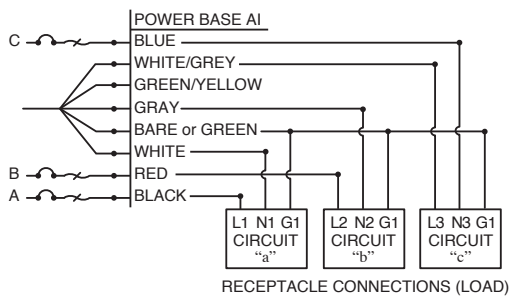 POWER BASE AI
C
BLUE
WHITE/GREY
GREEN/YELLOW
GRAY
BARE or GREEN
WHITE
B
RED
A
BLACK
L1 N1 G1
CIRCUIT
“a”
L2 N2 G1
CIRCUIT
“b”
L3 N3 G1
CIRCUIT
“c”
RECEPTACLE CONNECTIONS (LOAD)